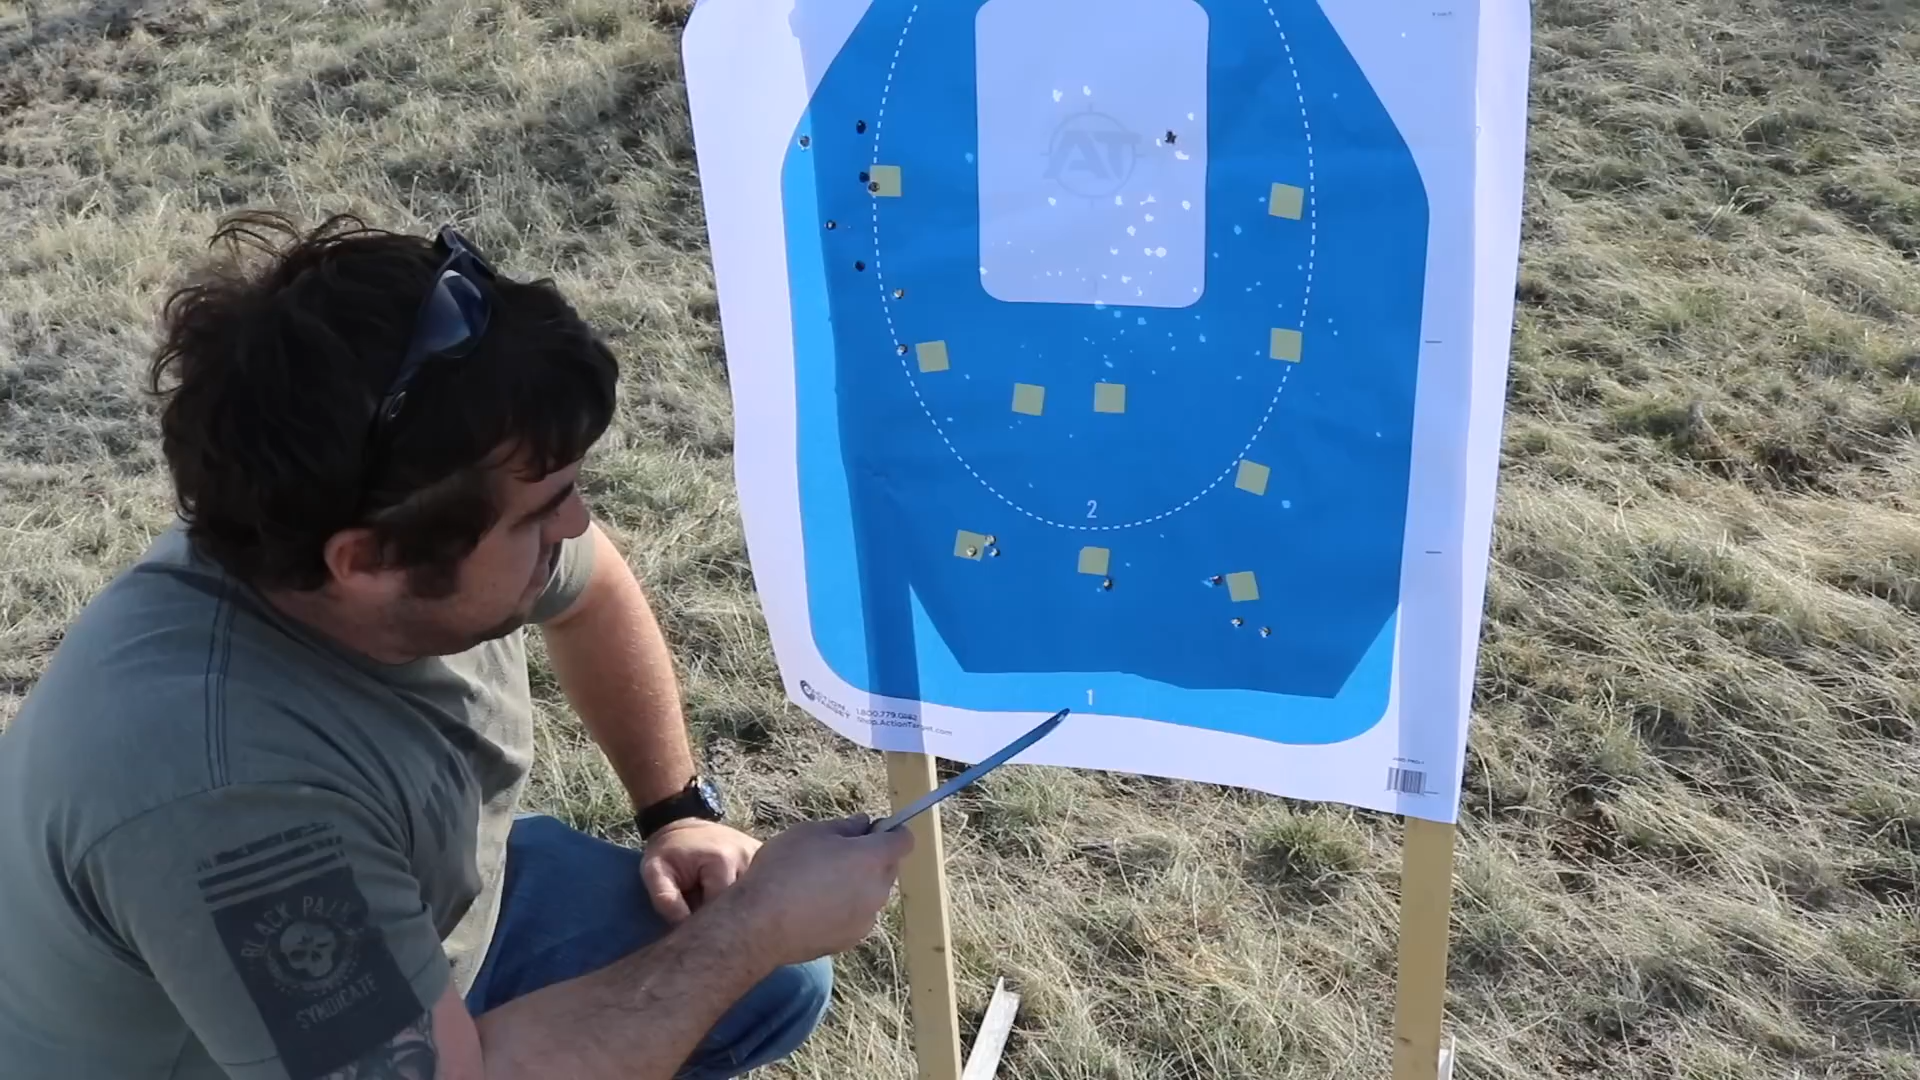 AT
2
1
ACTION
TARGET
1.800.779.0182
Shop.ActionTarget.com
BLACK PALM
SYNDICATE